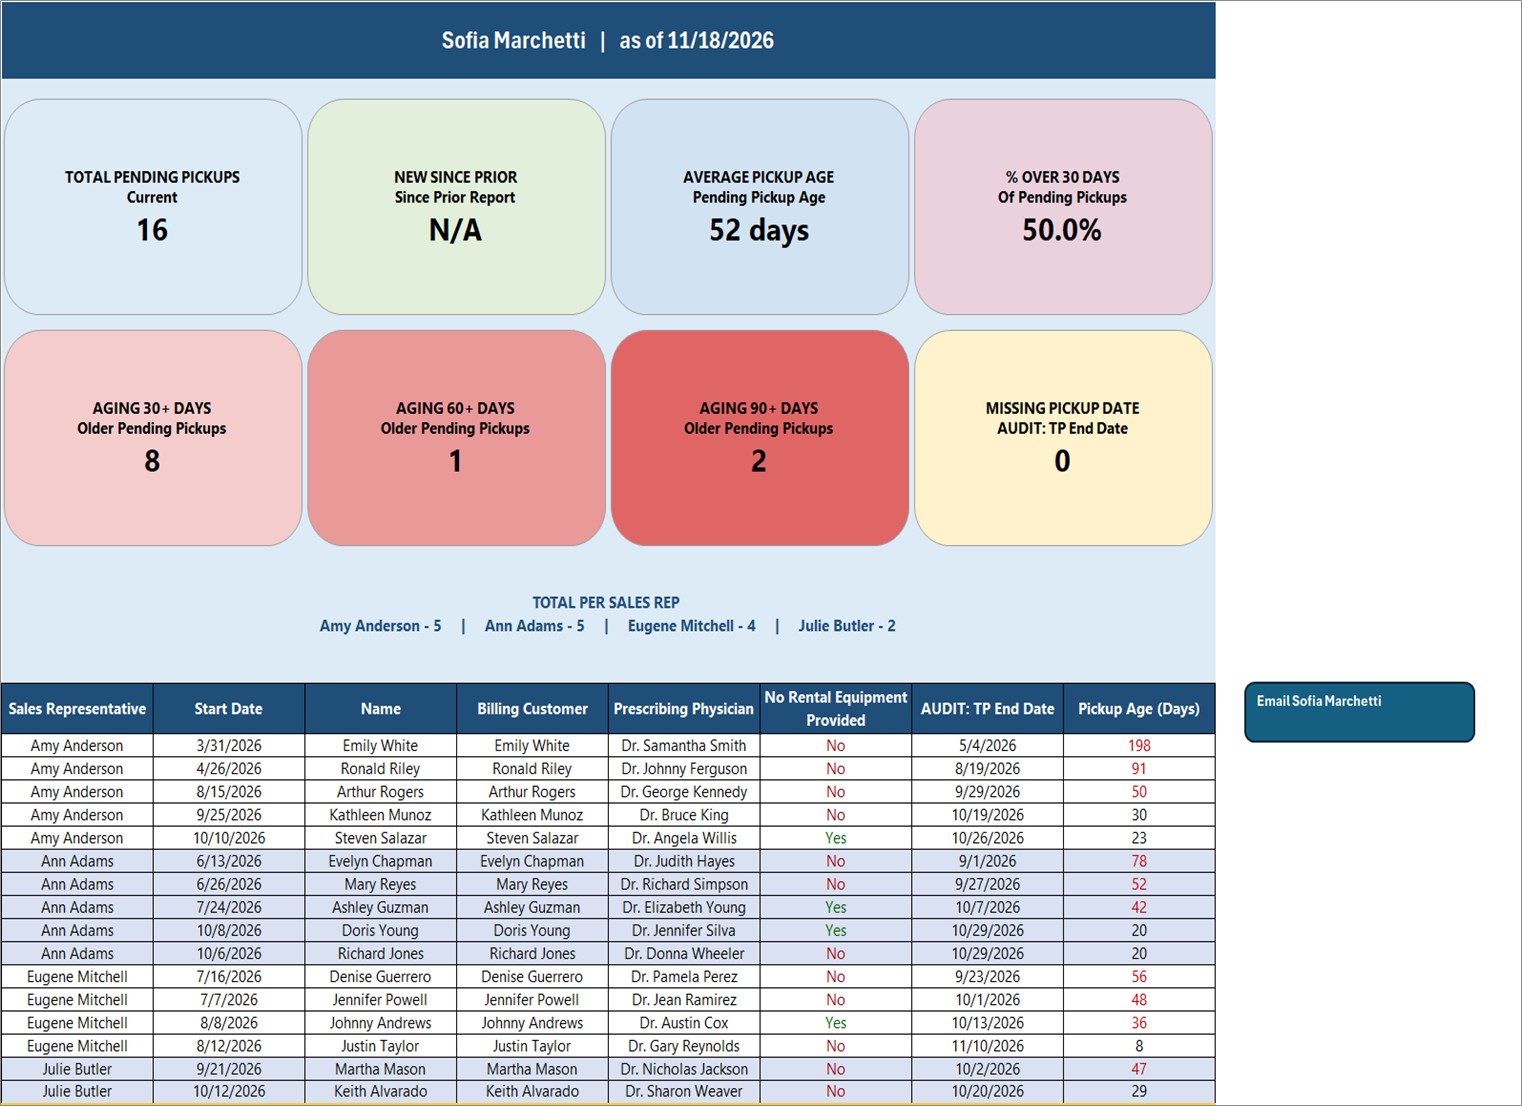 Sofia Marchetti | as of 11/18/2026
TOTAL PENDING PICKUPS
Current
16
NEW SINCE PRIOR
Since Prior Report
N/A
AVERAGE PICKUP AGE
Pending Pickup Age
52 days
% OVER 30 DAYS
Of Pending Pickups
50.0%
AGING 30+ DAYS
Older Pending Pickups
8
AGING 60+ DAYS
Older Pending Pickups
1
AGING 90+ DAYS
Older Pending Pickups
2
MISSING PICKUP DATE
AUDIT: TP End Date
0
TOTAL PER SALES REP
Amy Anderson - 5 | Ann Adams - 5 | Eugene Mitchell - 4 | Julie Butler - 2
Sales Representative Start Date Name Billing Customer Prescribing Physician No Rental Equipment Provided AUDIT: TP End Date Pickup Age (Days)
Amy Anderson 3/31/2026 Emily White Emily White Dr. Samantha Smith No 5/4/2026 198
Amy Anderson 4/26/2026 Ronald Riley Ronald Riley Dr. Johnny Ferguson No 8/19/2026 91
Amy Anderson 8/15/2026 Arthur Rogers Arthur Rogers Dr. George Kennedy No 9/29/2026 50
Amy Anderson 9/25/2026 Kathleen Munoz Kathleen Munoz Dr. Bruce King No 10/19/2026 30
Amy Anderson 10/10/2026 Steven Salazar Steven Salazar Dr. Angela Willis Yes 10/26/2026 23
Ann Adams 6/13/2026 Evelyn Chapman Evelyn Chapman Dr. Judith Hayes No 9/1/2026 78
Ann Adams 6/26/2026 Mary Reyes Mary Reyes Dr. Richard Simpson No 9/27/2026 52
Ann Adams 7/24/2026 Ashley Guzman Ashley Guzman Dr. Elizabeth Young Yes 10/7/2026 42
Ann Adams 10/8/2026 Doris Young Doris Young Dr. Jennifer Silva Yes 10/29/2026 20
Ann Adams 10/6/2026 Richard Jones Richard Jones Dr. Donna Wheeler No 10/29/2026 20
Eugene Mitchell 7/16/2026 Denise Guerrero Denise Guerrero Dr. Pamela Perez No 9/23/2026 56
Eugene Mitchell 7/7/2026 Jennifer Powell Jennifer Powell Dr. Jean Ramirez No 10/1/2026 48
Eugene Mitchell 8/8/2026 Johnny Andrews Johnny Andrews Dr. Austin Cox Yes 10/13/2026 36
Eugene Mitchell 8/12/2026 Justin Taylor Justin Taylor Dr. Gary Reynolds No 11/10/2026 8
Julie Butler 9/21/2026 Martha Mason Martha Mason Dr. Nicholas Jackson No 10/2/2026 47
Julie Butler 10/12/2026 Keith Alvarado Keith Alvarado Dr. Sharon Weaver No 10/20/2026 29
Email Sofia Marchetti